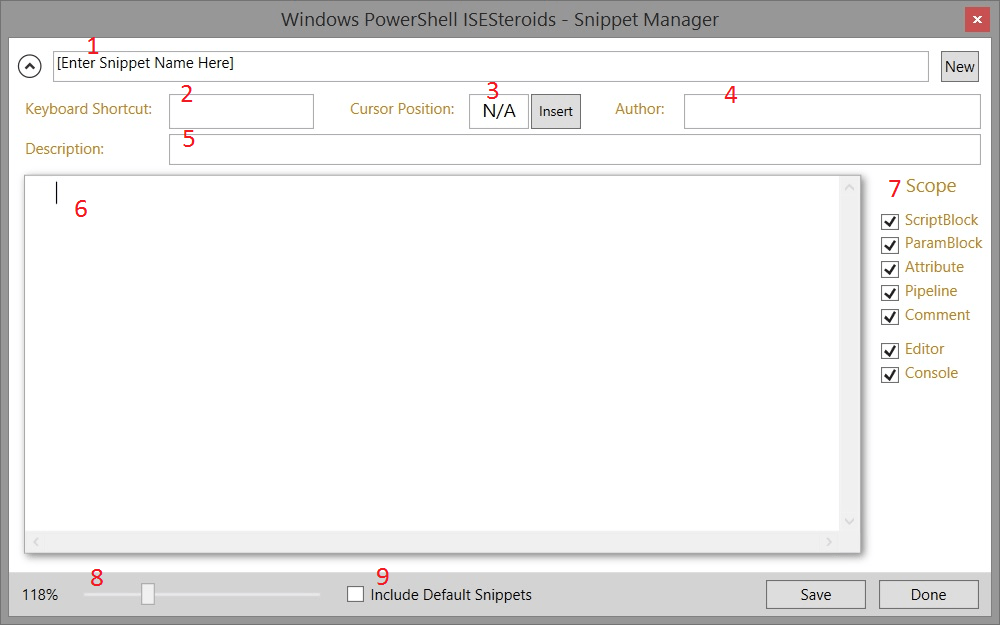 Windows PowerShell ISESteroids - Snippet Manager
1
[Enter Snippet Name Here] New
2 3 4
Keyboard Shortcut: Cursor Position: N/A Insert Author:
5
Description:
6
7 Scope
ScriptBlock
ParamBlock
Attribute
Pipeline
Comment
Editor
Console
8 9
118% Include Default Snippets Save Done